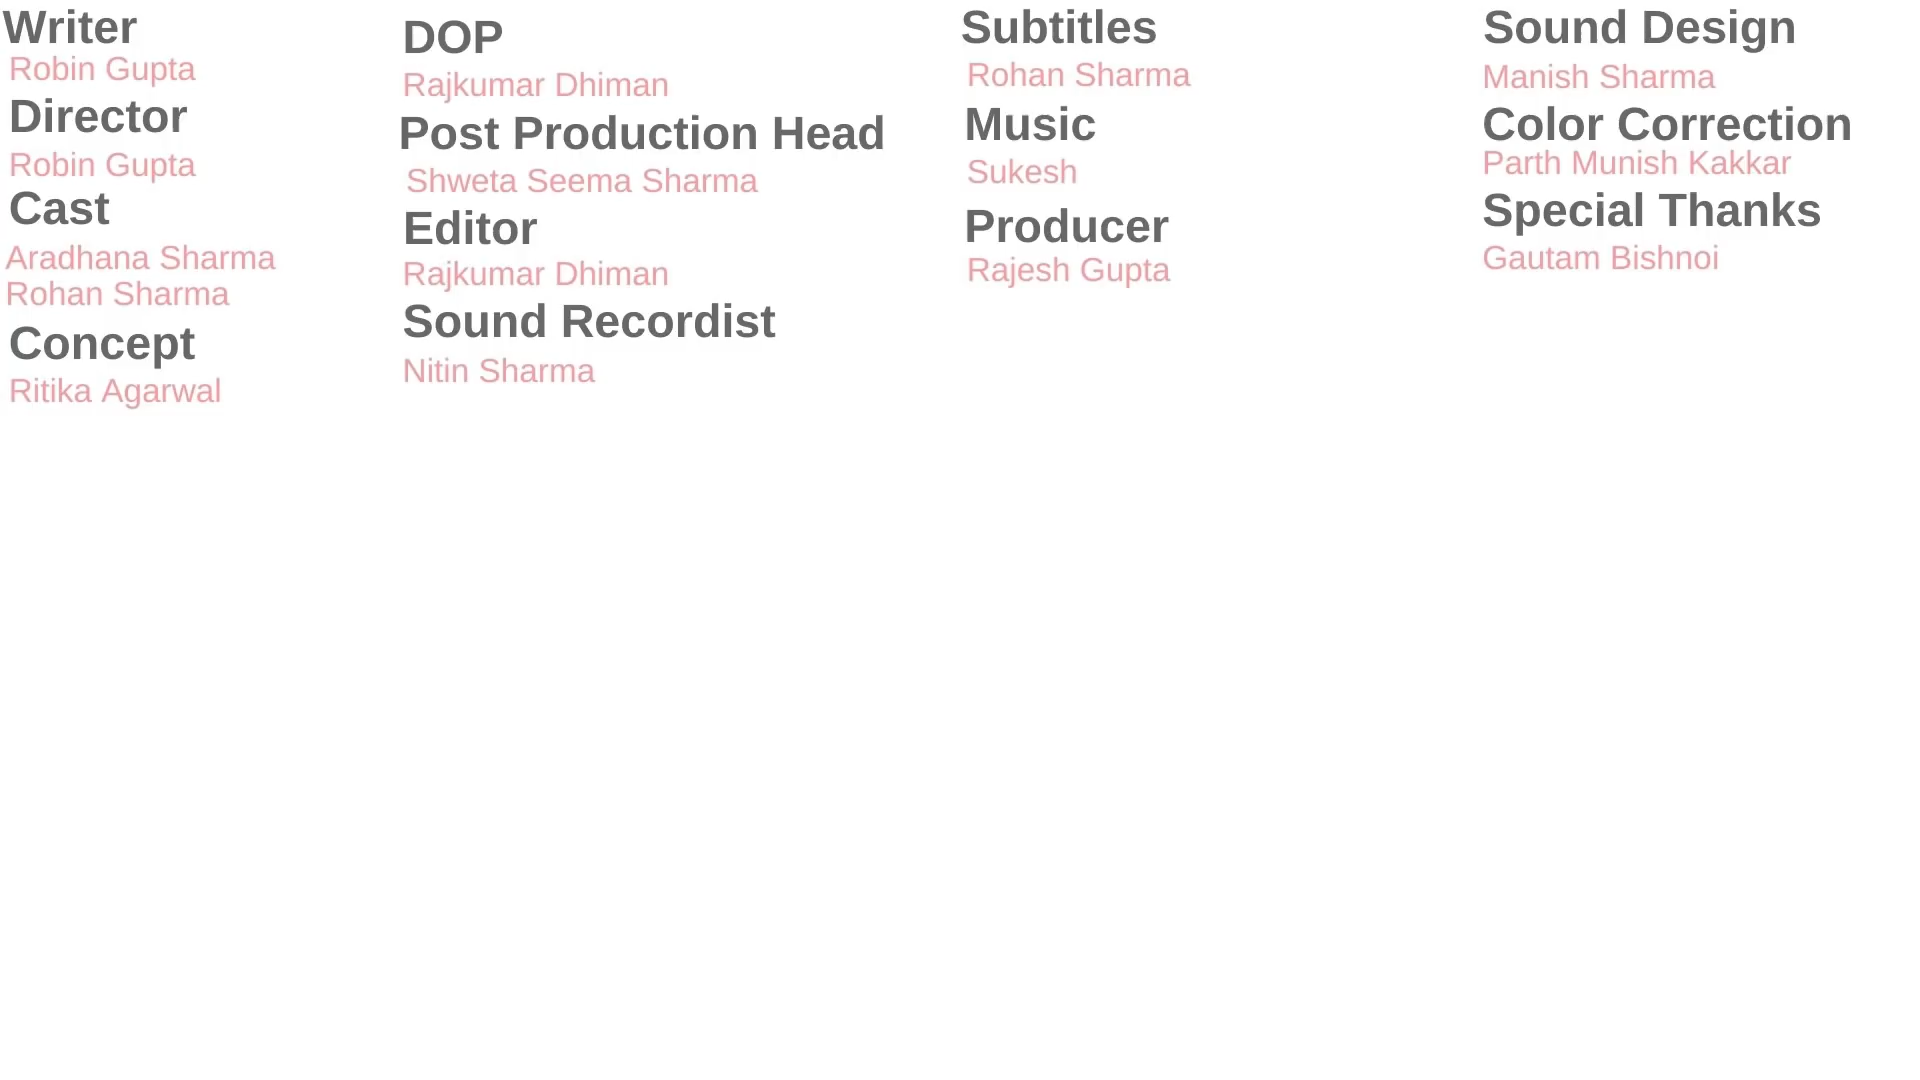 Writer
Robin Gupta
Director
Robin Gupta
Cast
Aradhana Sharma
Rohan Sharma
Concept
Ritika Agarwal
DOP
Rajkumar Dhiman
Post Production Head
Shweta Seema Sharma
Editor
Rajkumar Dhiman
Sound Recordist
Nitin Sharma
Subtitles
Rohan Sharma
Music
Sukesh
Producer
Rajesh Gupta
Sound Design
Manish Sharma
Color Correction
Parth Munish Kakkar
Special Thanks
Gautam Bishnoi